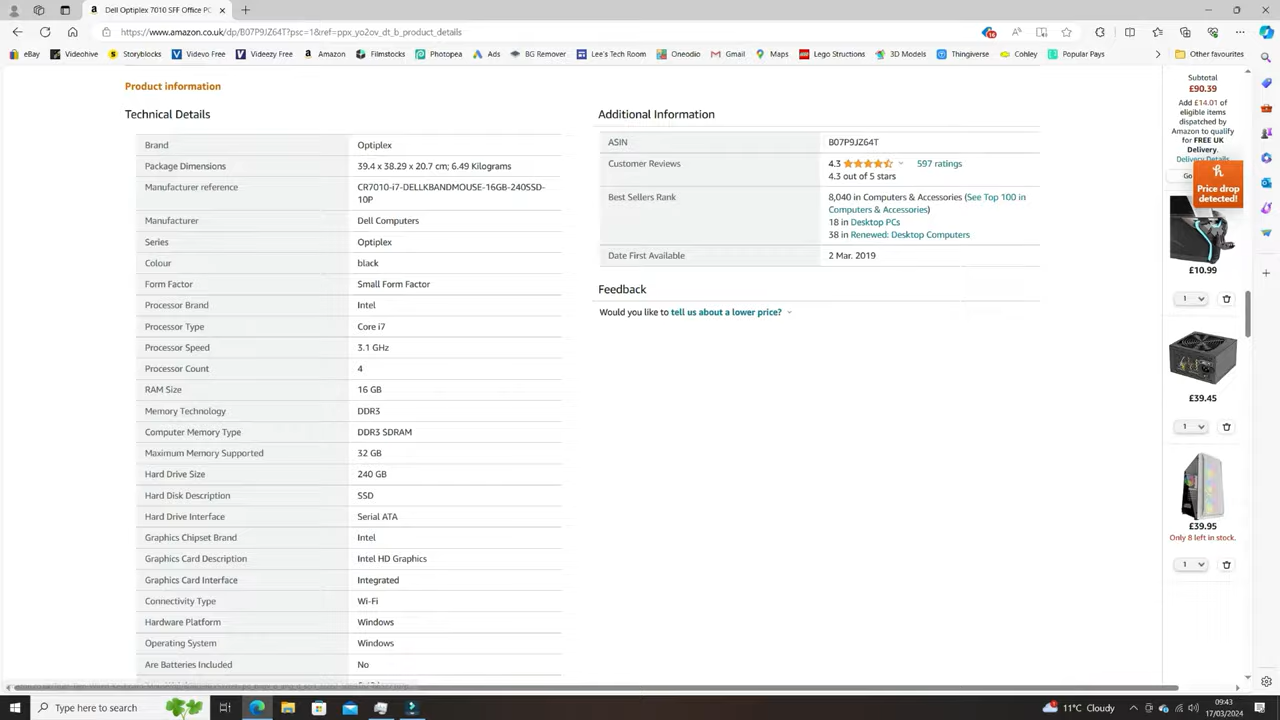 Dell Optiplex 7010 SFF Office PC
https://www.amazon.co.uk/dp/B07P9JZ64T?psc=1&ref=ppx_yo2ov_dt_b_product_details
eBay
Videohive
Storyblocks
Videvo Free
Videezy Free
Amazon
Filmstocks
Photopea
Ads
BG Remover
Lee's Tech Room
Oneodio
Gmail
Maps
Lego Structions
3D Models
Thingiverse
Cohley
Popular Pays
Other favourites
Product information
Technical Details
Brand Optiplex
Package Dimensions 39.4 x 38.29 x 20.7 cm; 6.49 Kilograms
Manufacturer reference CR7010-i7-DELLKBANDMOUSE-16GB-240SSD-
10P
Manufacturer Dell Computers
Series Optiplex
Colour black
Form Factor Small Form Factor
Processor Brand Intel
Processor Type Core i7
Processor Speed 3.1 GHz
Processor Count 4
RAM Size 16 GB
Memory Technology DDR3
Computer Memory Type DDR3 SDRAM
Maximum Memory Supported 32 GB
Hard Drive Size 240 GB
Hard Disk Description SSD
Hard Drive Interface Serial ATA
Graphics Chipset Brand Intel
Graphics Card Description Intel HD Graphics
Graphics Card Interface Integrated
Connectivity Type Wi-Fi
Hardware Platform Windows
Operating System Windows
Are Batteries Included No
Additional Information
ASIN B07P9JZ64T
Customer Reviews 4.3 597 ratings
4.3 out of 5 stars
Best Sellers Rank 8,040 in Computers & Accessories (See Top 100 in
Computers & Accessories)
18 in Desktop PCs
38 in Renewed: Desktop Computers
Date First Available 2 Mar. 2019
Feedback
Would you like to tell us about a lower price?
Subtotal
£90.39
Add £14.01 of
eligible items
dispatched by
Amazon to qualify
for FREE UK
Delivery.
Delivery Details
Go
Price drop
detected!
£10.99
1
£39.45
1
£39.95
Only 8 left in stock.
1
Type here to search
11°C Cloudy
09:43
17/03/2024